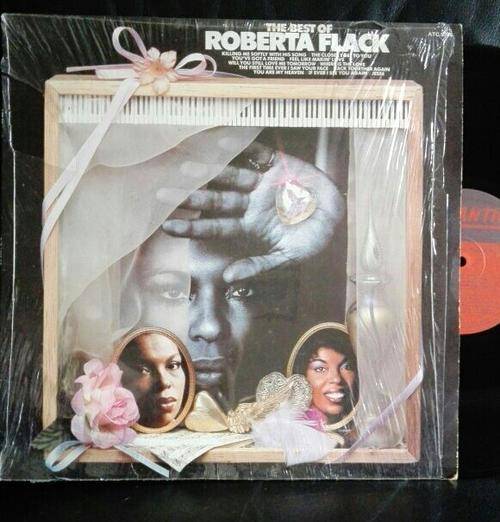 THE BEST OF
ROBERTA FLACK
KILLING ME SOFTLY WITH HIS SONG THE CLOSER I GET TO YOU
YOU'VE GOT A FRIEND FEEL LIKE MAKIN' LOVE
WILL YOU STILL LOVE ME TOMORROW WHERE IS THE LOVE
THE FIRST TIME EVER I SAW YOUR FACE BACK TOGETHER AGAIN
YOU ARE MY HEAVEN IF EVER I SEE YOU AGAIN JESSE
ATC
ANTI